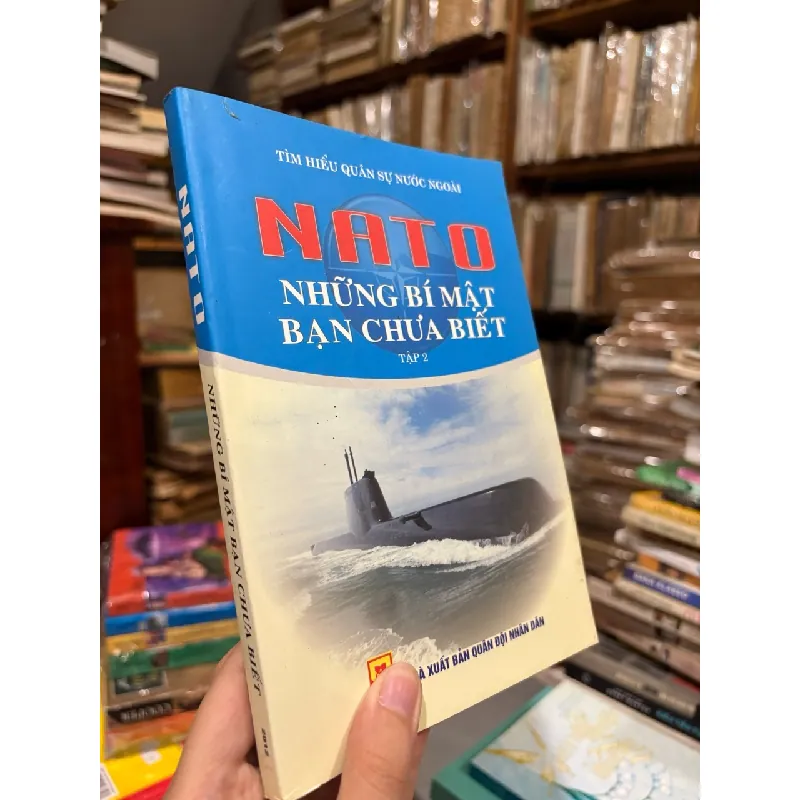 TÌM HIỂU QUÂN SỰ NƯỚC NGOÀI
NATO
NHỮNG BÍ MẬT
BẠN CHƯA BIẾT
TẬP 2
À XUẤT BẢN QUÂN ĐỘI NHÂN DÂN
NATO
NHỮNG BÍ MẬT BẠN CHƯA BIẾT